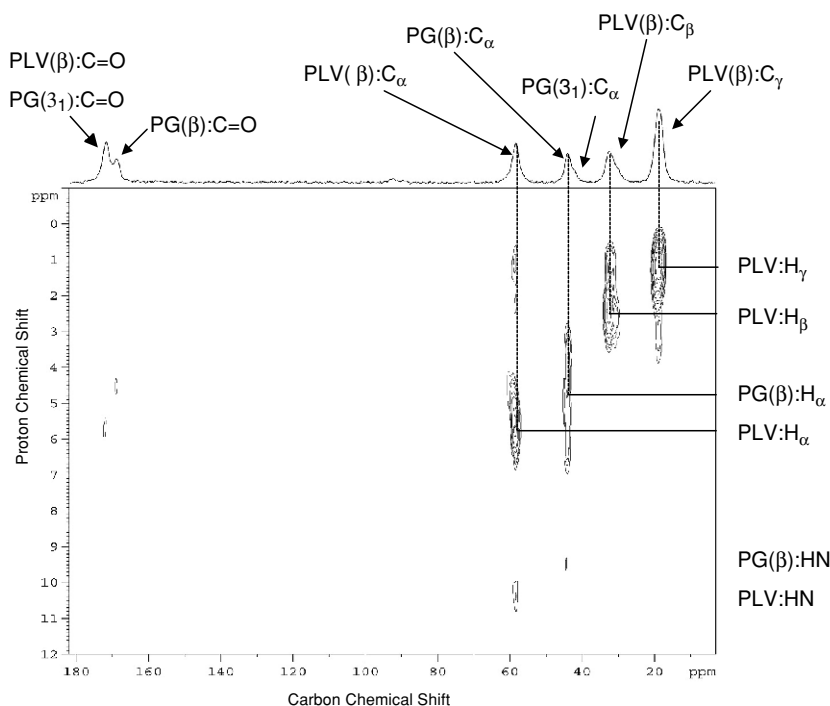 PLV(β):Cβ
PG(β):Cα
PLV(β):C=O
PLV( β):Cα
PG(3₁):Cα
PLV(β):Cγ
PG(3₁):C=O
PG(β):C=O
ppm
0
1
2
3
4
5
6
7
8
9
10
11
12
Proton Chemical Shift
PLV:Hγ
PLV:Hβ
PG(β):Hα
PLV:Hα
PG(β):HN
PLV:HN
180 160 140 120 100 80 60 40 20 ppm
Carbon Chemical Shift